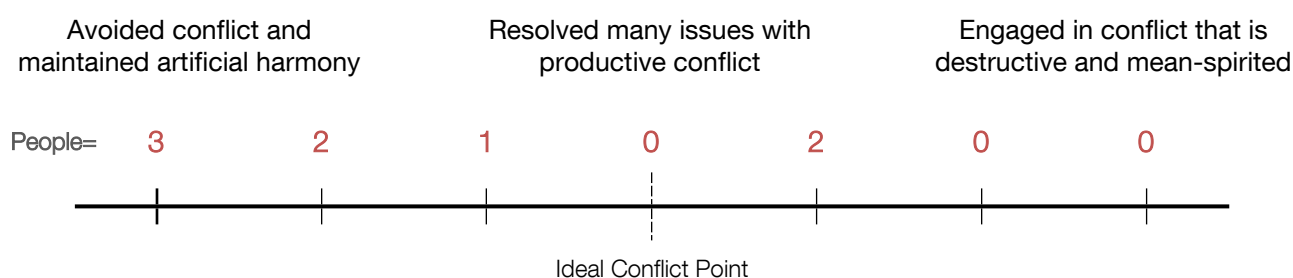 Avoided conflict and
maintained artificial harmony
Resolved many issues with
productive conflict
Engaged in conflict that is
destructive and mean-spirited
People= 3 2 1 0 2 0 0
Ideal Conflict Point